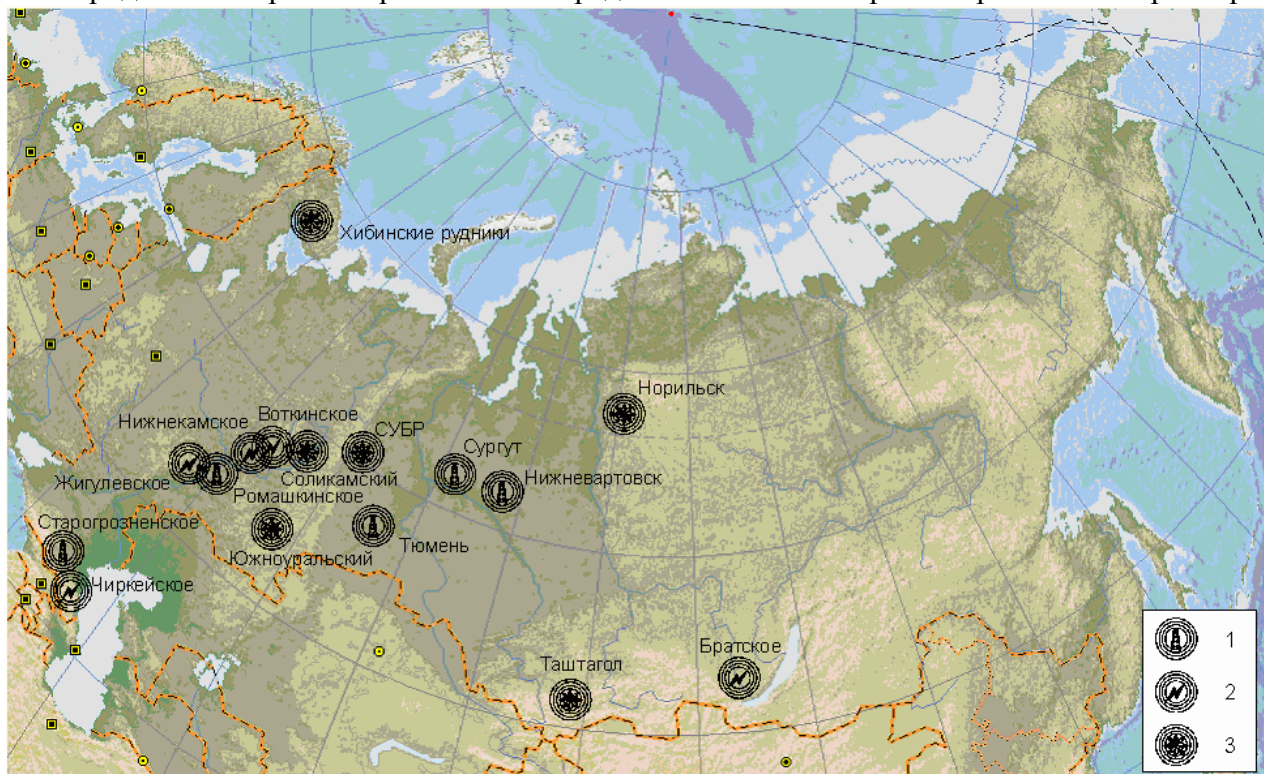 Хибинские рудники
Норильск
Нижнекамское
Воткинское
СУБР
Сургут
Жигулевское
Соликамский
Нижневартовск
Ромашкинское
Старогрозненское
Тюмень
Южноуральский
Чиркейское
Братское
Таштагол
1
2
3